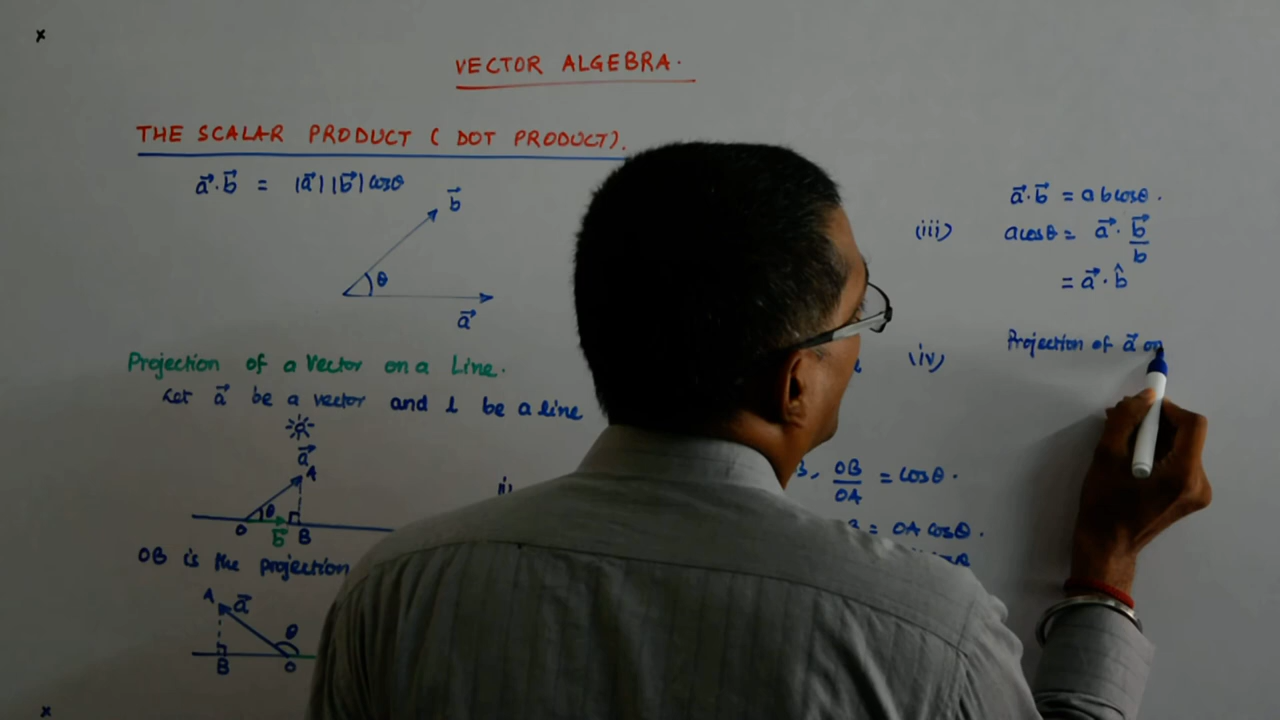 VECTOR ALGEBRA.
THE SCALAR PRODUCT ( DOT PRODUCT).
a⃗·b⃗ = |a⃗| |b⃗| cosθ
b⃗
θ
a⃗
Projection of a Vector on a Line.
Let a⃗ be a vector and l be a line
a⃗
A
θ
O b⃗ B
OB is the projection
A a⃗
θ
B O
OB/OA = cosθ.
= OA cosθ.
a⃗·b⃗ = a b cosθ.
(iii) a cosθ = a⃗· b⃗/b
= a⃗·b̂
(iv) Projection of a⃗ on